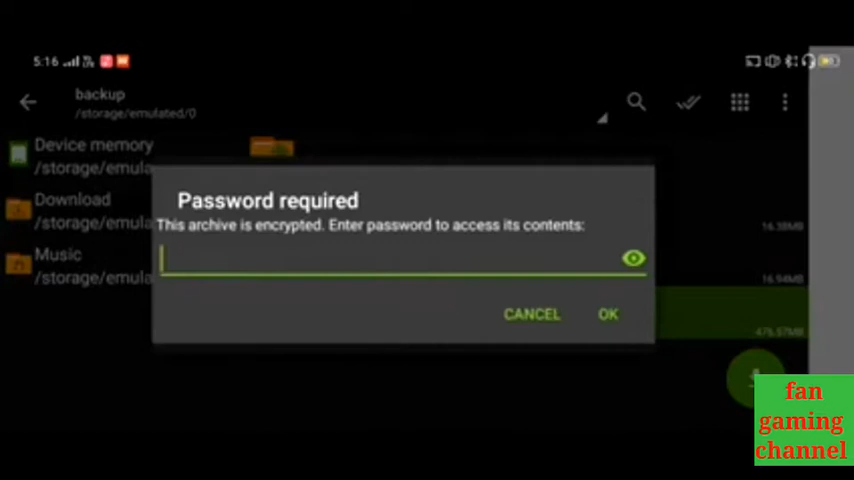 5:16
backup
/storage/emulated/0
Device memory
/storage/emula
Download
/storage/emula
Music
/storage/emula
Password required
This archive is encrypted. Enter password to access its contents:
CANCEL OK
16.38MB
16.94MB
476.57MB
fan
gaming
channel